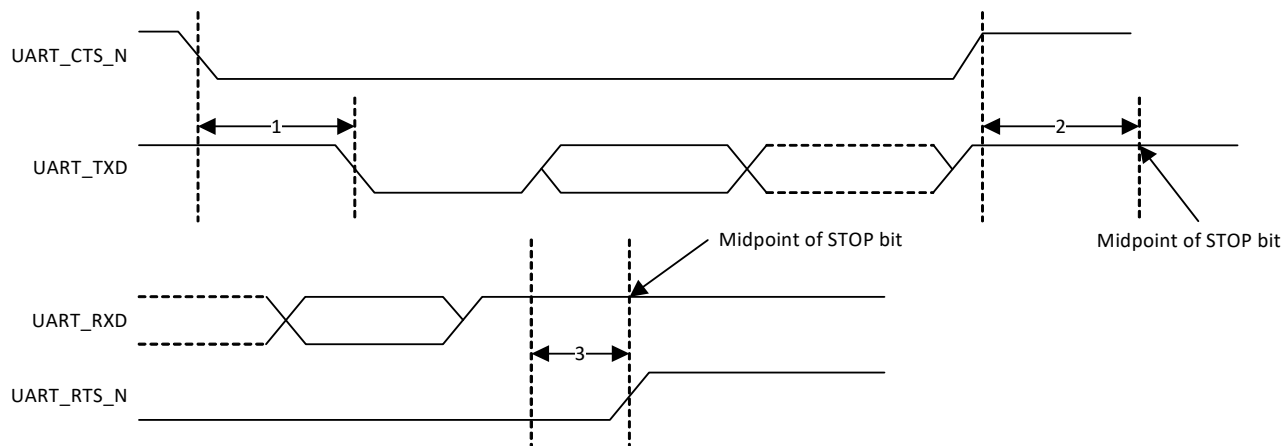 UART_CTS_N
1
2
UART_TXD
Midpoint of STOP bit
Midpoint of STOP bit
UART_RXD
3
UART_RTS_N